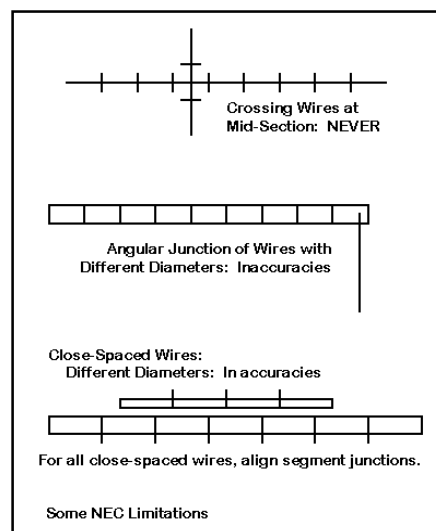 Crossing Wires at
Mid-Section: NEVER
Angular Junction of Wires with
Different Diameters: Inaccuracies
Close-Spaced Wires:
Different Diameters: In accuracies
For all close-spaced wires, align segment junctions.
Some NEC Limitations